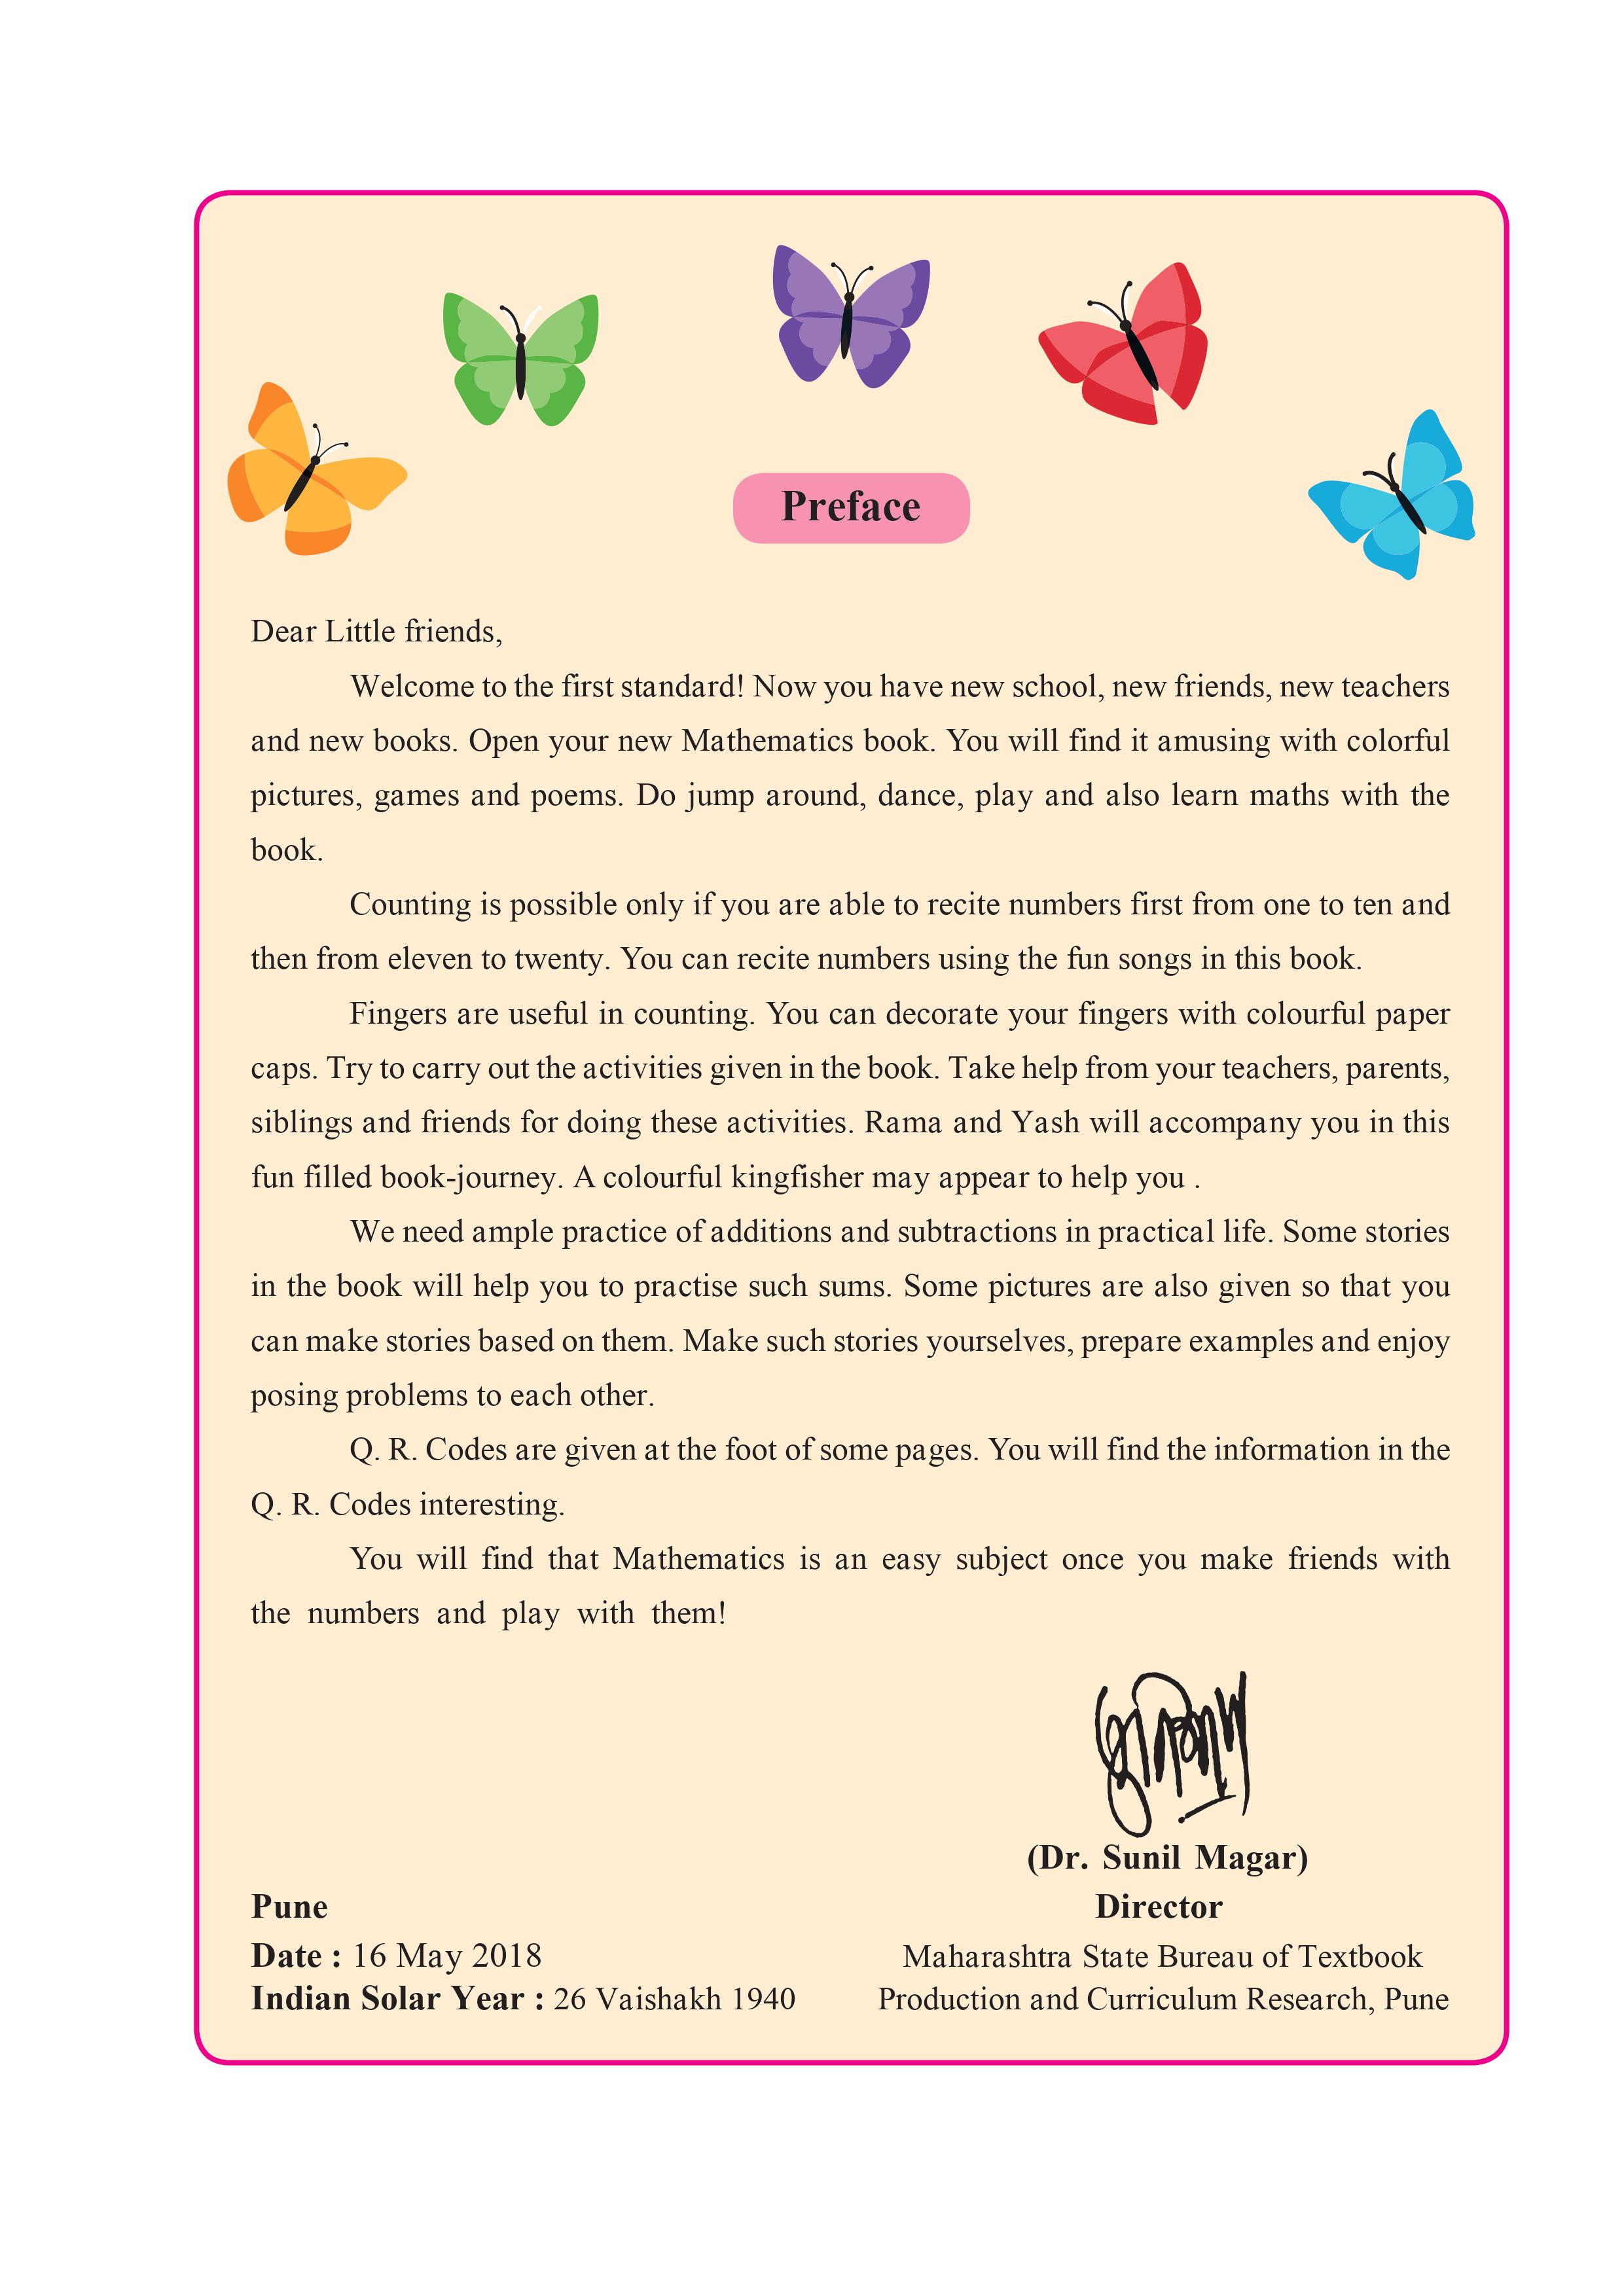 Preface
Dear Little friends,
Welcome to the first standard! Now you have new school, new friends, new teachers
and new books. Open your new Mathematics book. You will find it amusing with colorful
pictures, games and poems. Do jump around, dance, play and also learn maths with the
book.
Counting is possible only if you are able to recite numbers first from one to ten and
then from eleven to twenty. You can recite numbers using the fun songs in this book.
Fingers are useful in counting. You can decorate your fingers with colourful paper
caps. Try to carry out the activities given in the book. Take help from your teachers, parents,
siblings and friends for doing these activities. Rama and Yash will accompany you in this
fun filled book-journey. A colourful kingfisher may appear to help you .
We need ample practice of additions and subtractions in practical life. Some stories
in the book will help you to practise such sums. Some pictures are also given so that you
can make stories based on them. Make such stories yourselves, prepare examples and enjoy
posing problems to each other.
Q. R. Codes are given at the foot of some pages. You will find the information in the
Q. R. Codes interesting.
You will find that Mathematics is an easy subject once you make friends with
the numbers and play with them!
(Dr. Sunil Magar)
Pune
Director
Date : 16 May 2018
Maharashtra State Bureau of Textbook
Indian Solar Year : 26 Vaishakh 1940
Production and Curriculum Research, Pune